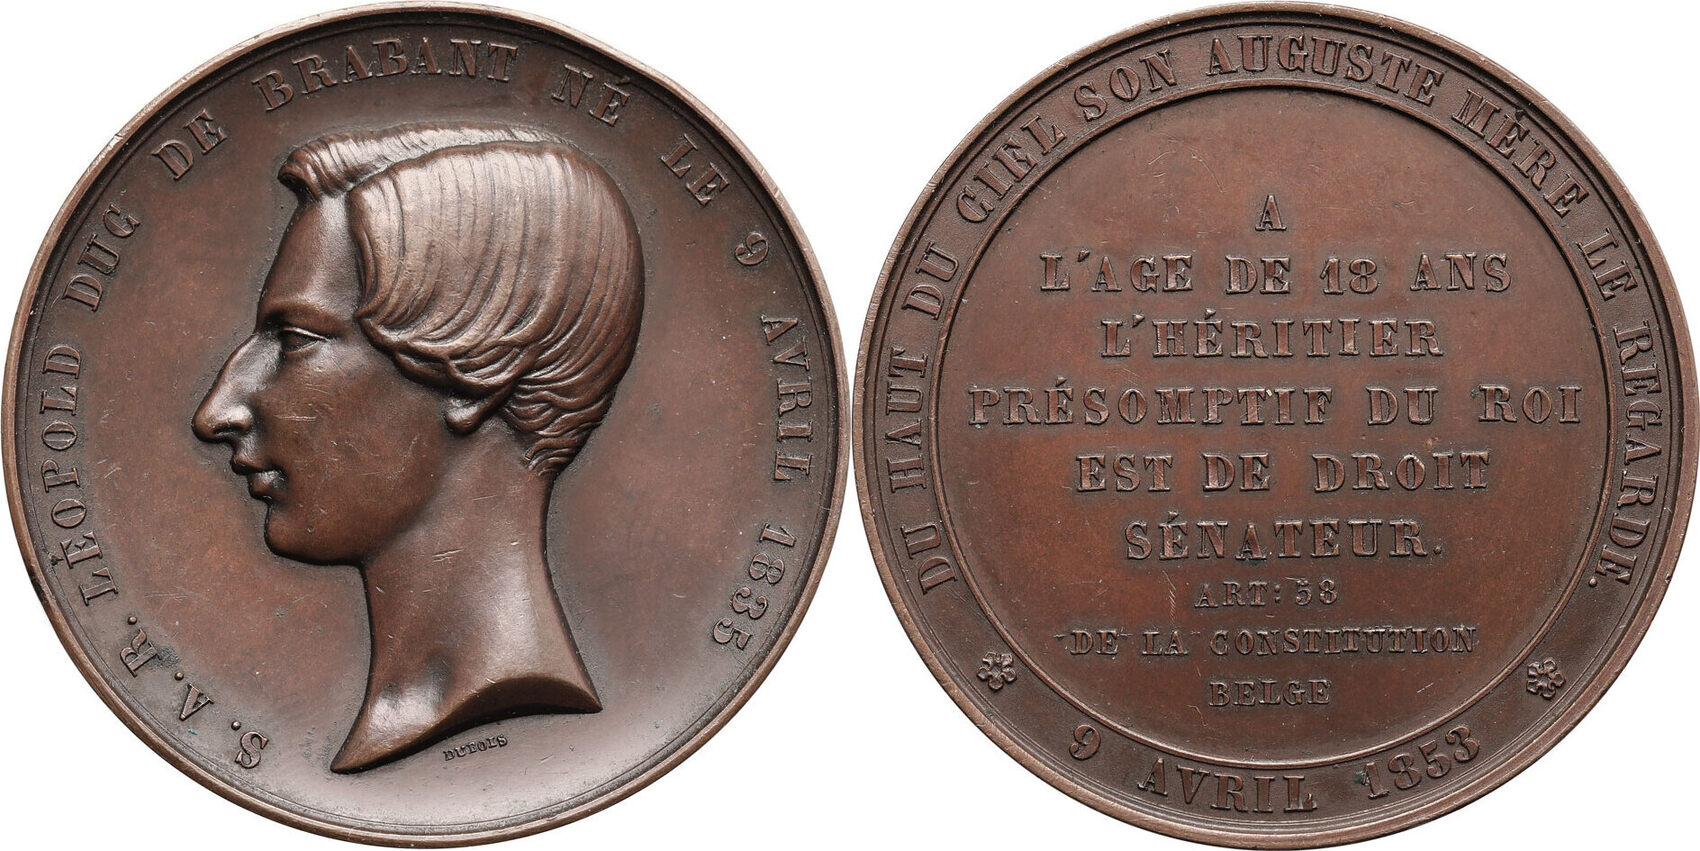 S. A. R. LÉOPOLD DUC DE BRABANT NÉ LE 9 AVRIL 1835
DUBOIS
DU HAUT DU CIEL SON AUGUSTE MÈRE LE REGARDE.
A
L'AGE DE 18 ANS
L'HÉRITIER
PRÉSOMPTIF DU ROI
EST DE DROIT
SÉNATEUR.
ART: 58
DE LA CONSTITUTION
BELGE
9 AVRIL 1853